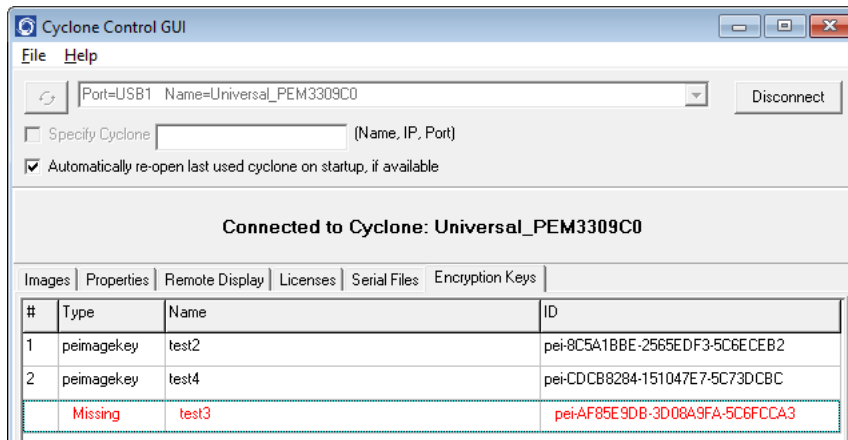 Cyclone Control GUI
File Help
Port=USB1 Name=Universal_PEM3309C0
Disconnect
Specify Cyclone (Name, IP, Port)
Automatically re-open last used cyclone on startup, if available
Connected to Cyclone: Universal_PEM3309C0
Images Properties Remote Display Licenses Serial Files Encryption Keys
# Type Name ID
1 peimagekey test2 pei-8C5A1BBE-2565EDF3-5C6ECEB2
2 peimagekey test4 pei-CDCB8284-151047E7-5C73DCBC
Missing test3 pei-AF85E9DB-3D08A9FA-5C6FCCA3